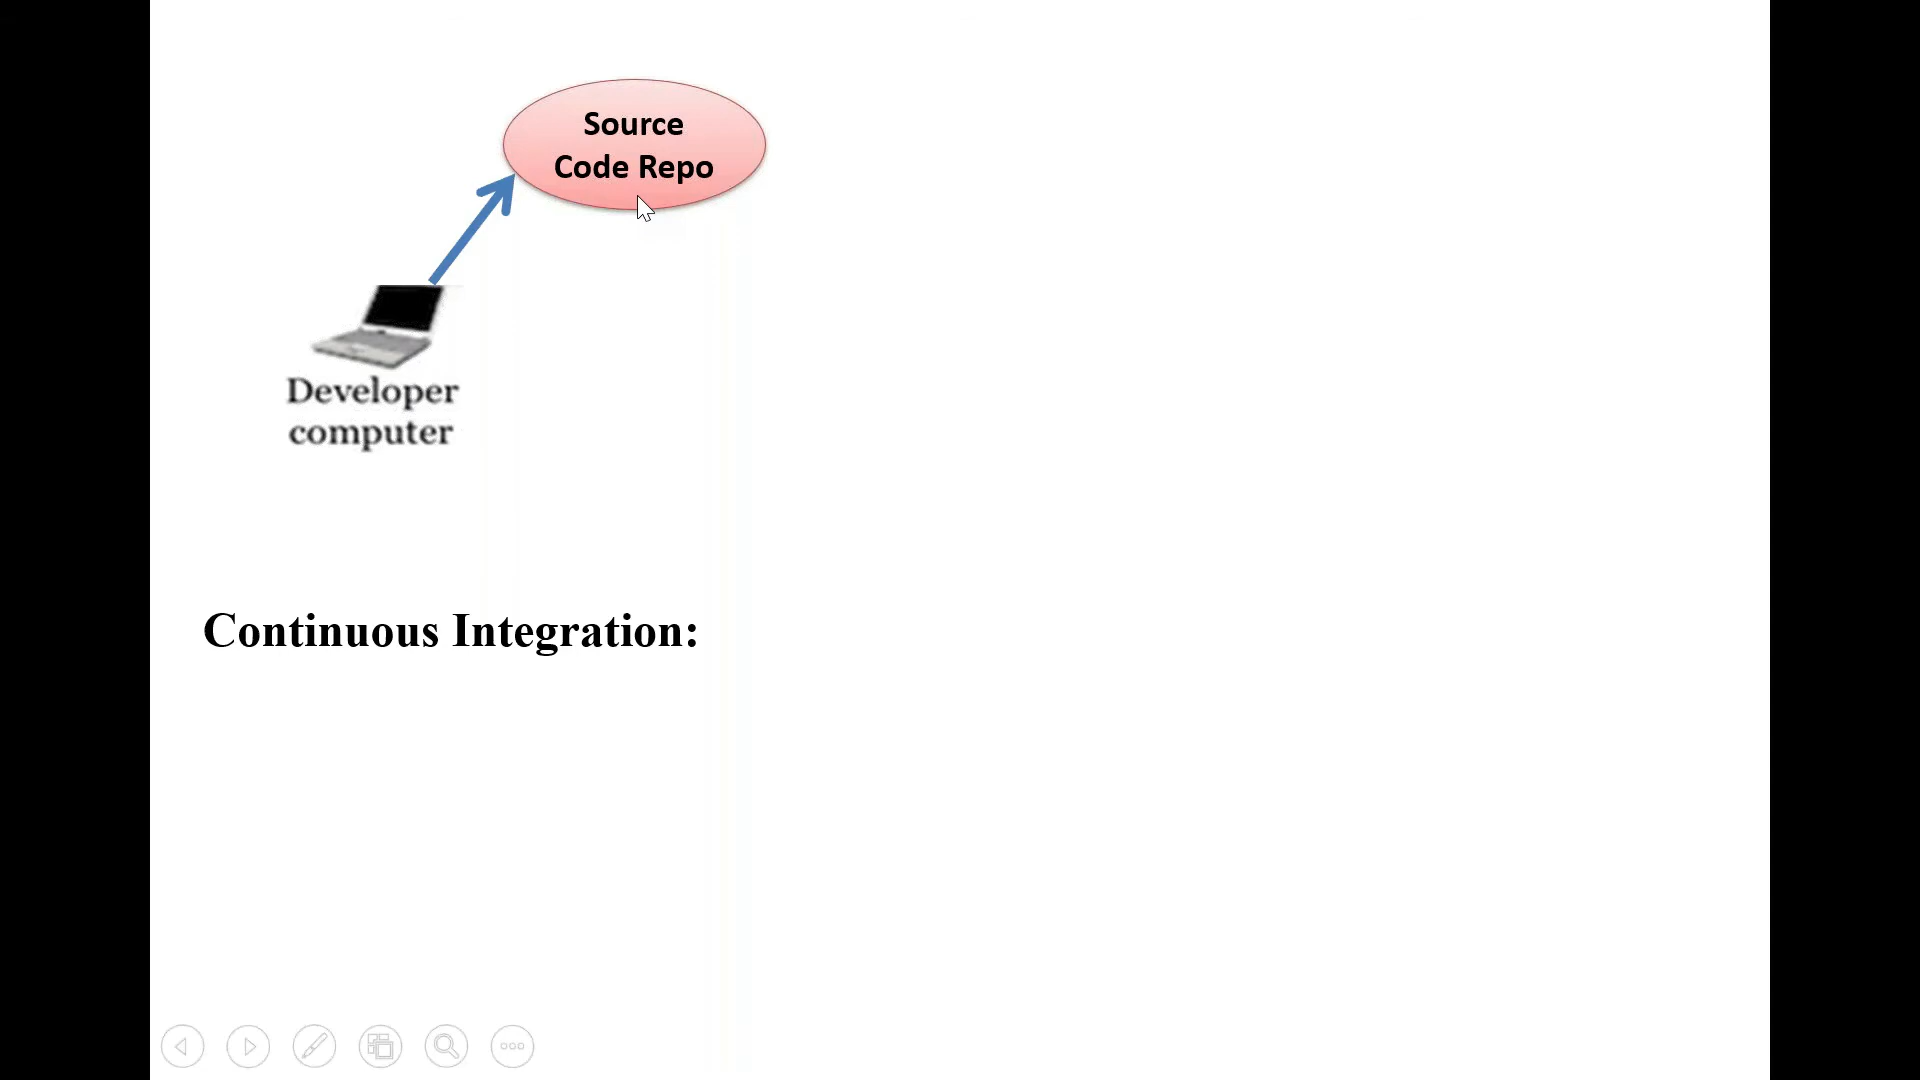 Source
Code Repo
Developer
computer
Continuous Integration: